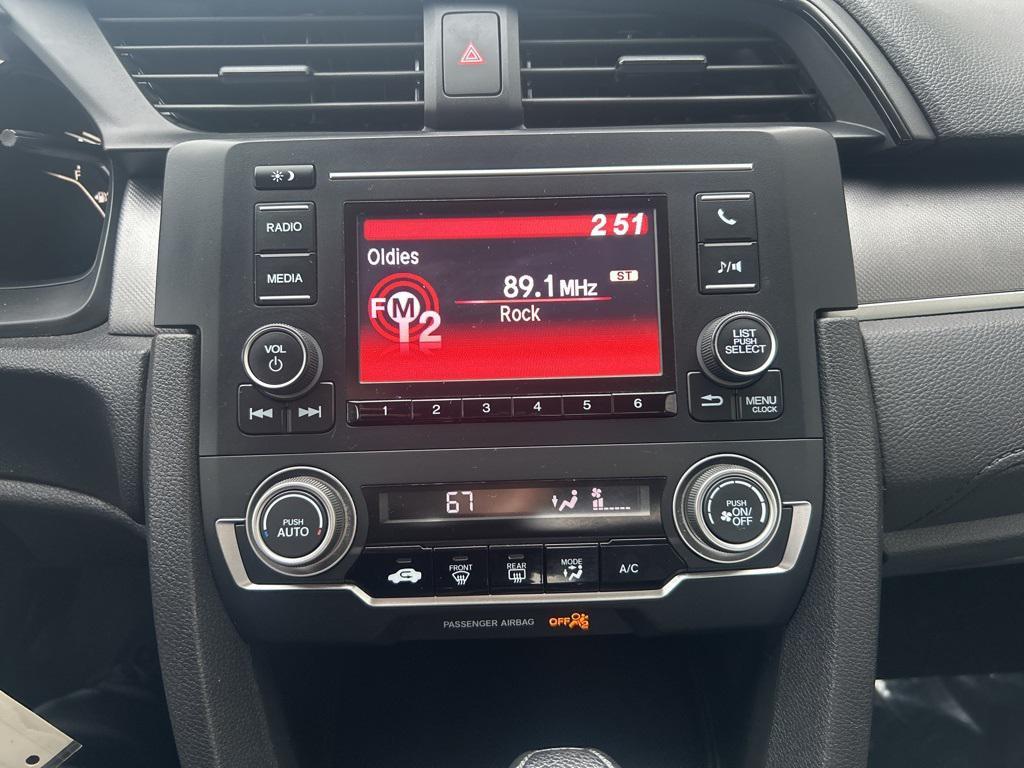 F
RADIO
MEDIA
2 51
Oldies
89.1 MHz
ST
FM
2
Rock
VOL
LIST
PUSH
SELECT
1 2 3 4 5 6
MENU
CLOCK
67
PUSH
AUTO
PUSH
ON/
OFF
FRONT
REAR
MODE
A/C
PASSENGER AIRBAG OFF 2